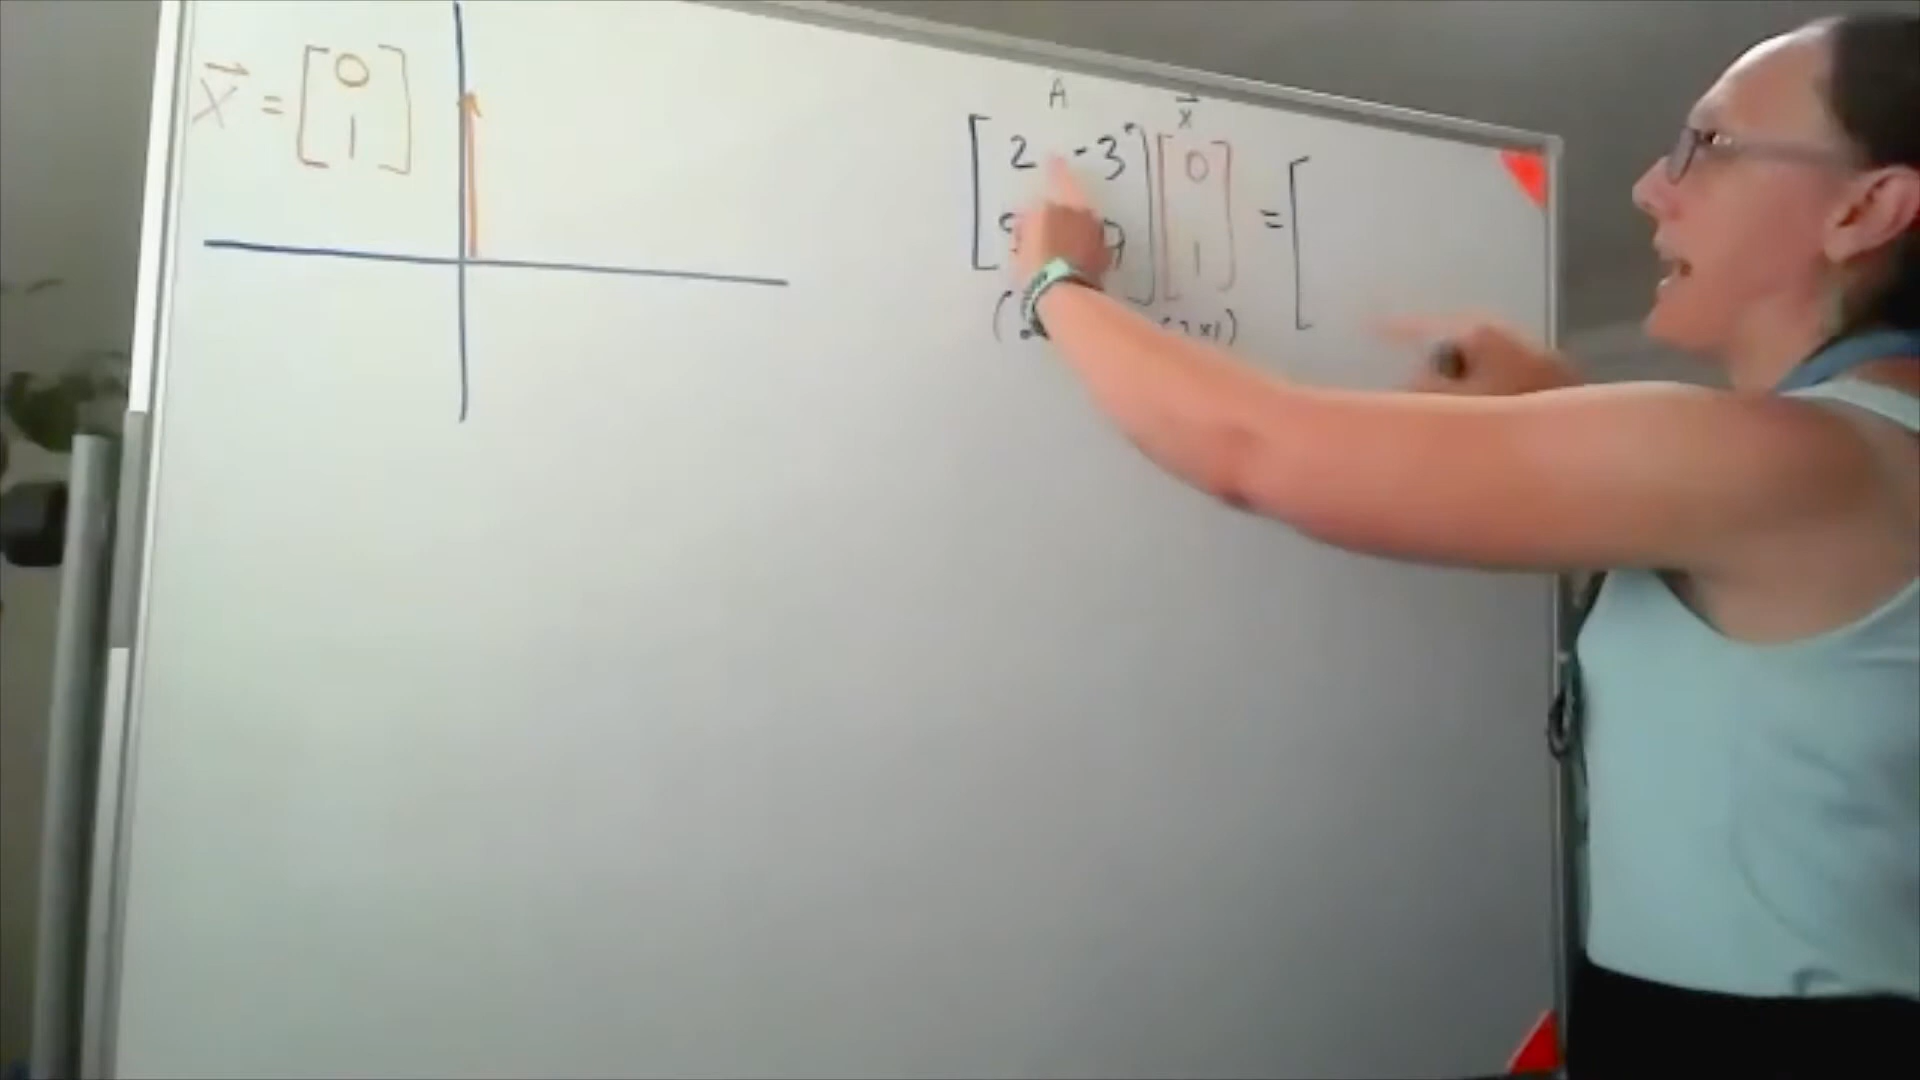 x⃗ = [0
1]
A x⃗
[2 -3] [0
1] = [